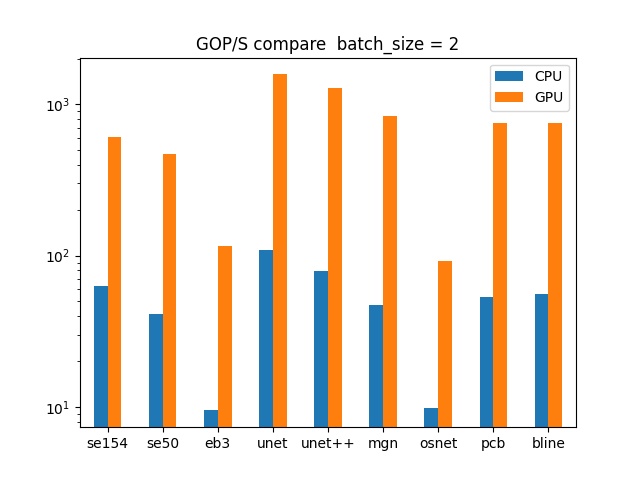 GOP/S compare  batch_size = 2
CPU
GPU
10³
10²
10¹
se154 se50 eb3 unet unet++ mgn osnet pcb bline